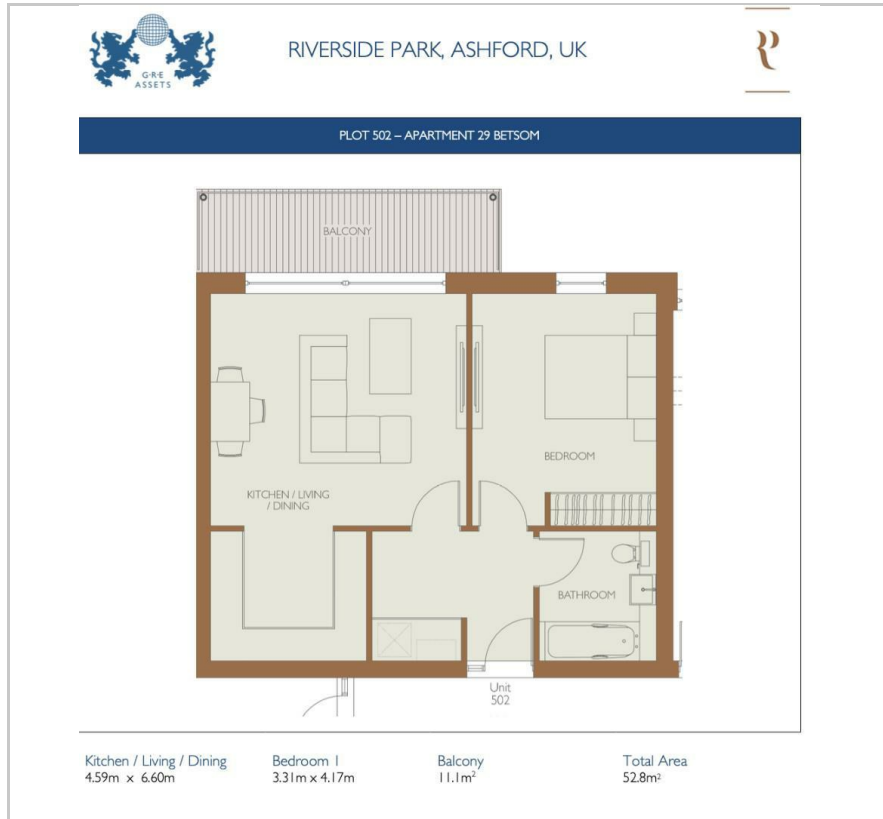 G·R·E
ASSETS
RIVERSIDE PARK, ASHFORD, UK
PLOT 502 – APARTMENT 29 BETSOM
BALCONY
BEDROOM
KITCHEN / LIVING
/ DINING
BATHROOM
Unit
502
Kitchen / Living / Dining
4.59m x 6.60m
Bedroom 1
3.31m x 4.17m
Balcony
11.1m²
Total Area
52.8m²